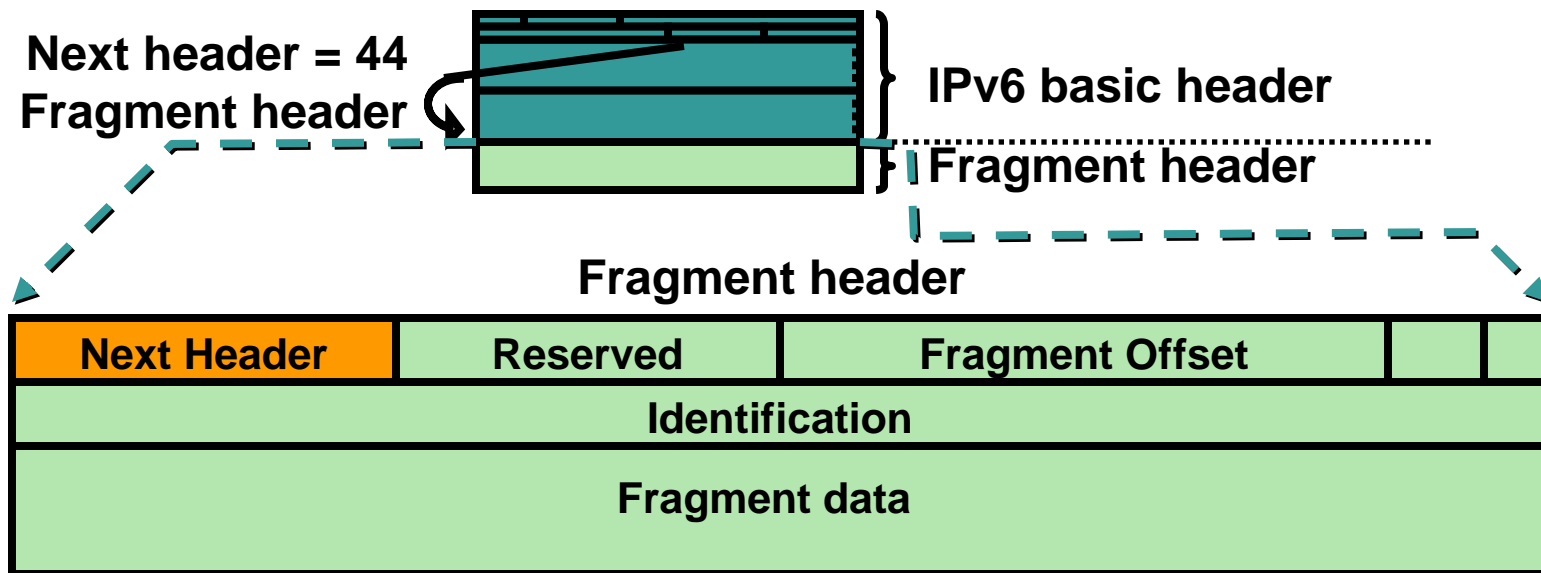 Next header = 44
Fragment header
IPv6 basic header
Fragment header
Fragment header
Next Header Reserved Fragment Offset
Identification
Fragment data